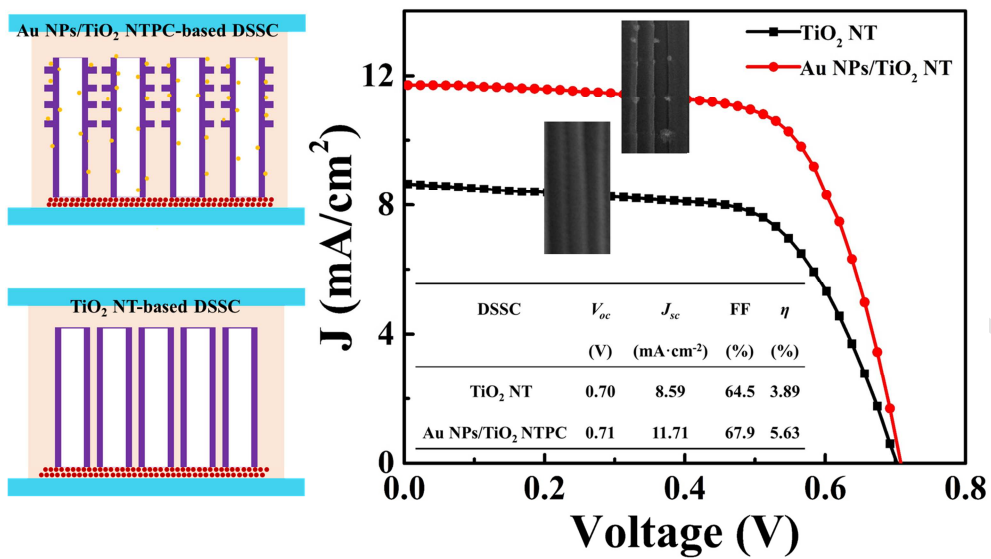 Au NPs/TiO₂ NTPC-based DSSC
TiO₂ NT-based DSSC
J (mA/cm²)
12
8
4
0
0.0 0.2 0.4 0.6 0.8
Voltage (V)
TiO₂ NT
Au NPs/TiO₂ NT
DSSC Voc Jsc FF η
(V) (mA·cm⁻²) (%) (%)
TiO₂ NT 0.70 8.59 64.5 3.89
Au NPs/TiO₂ NTPC 0.71 11.71 67.9 5.63